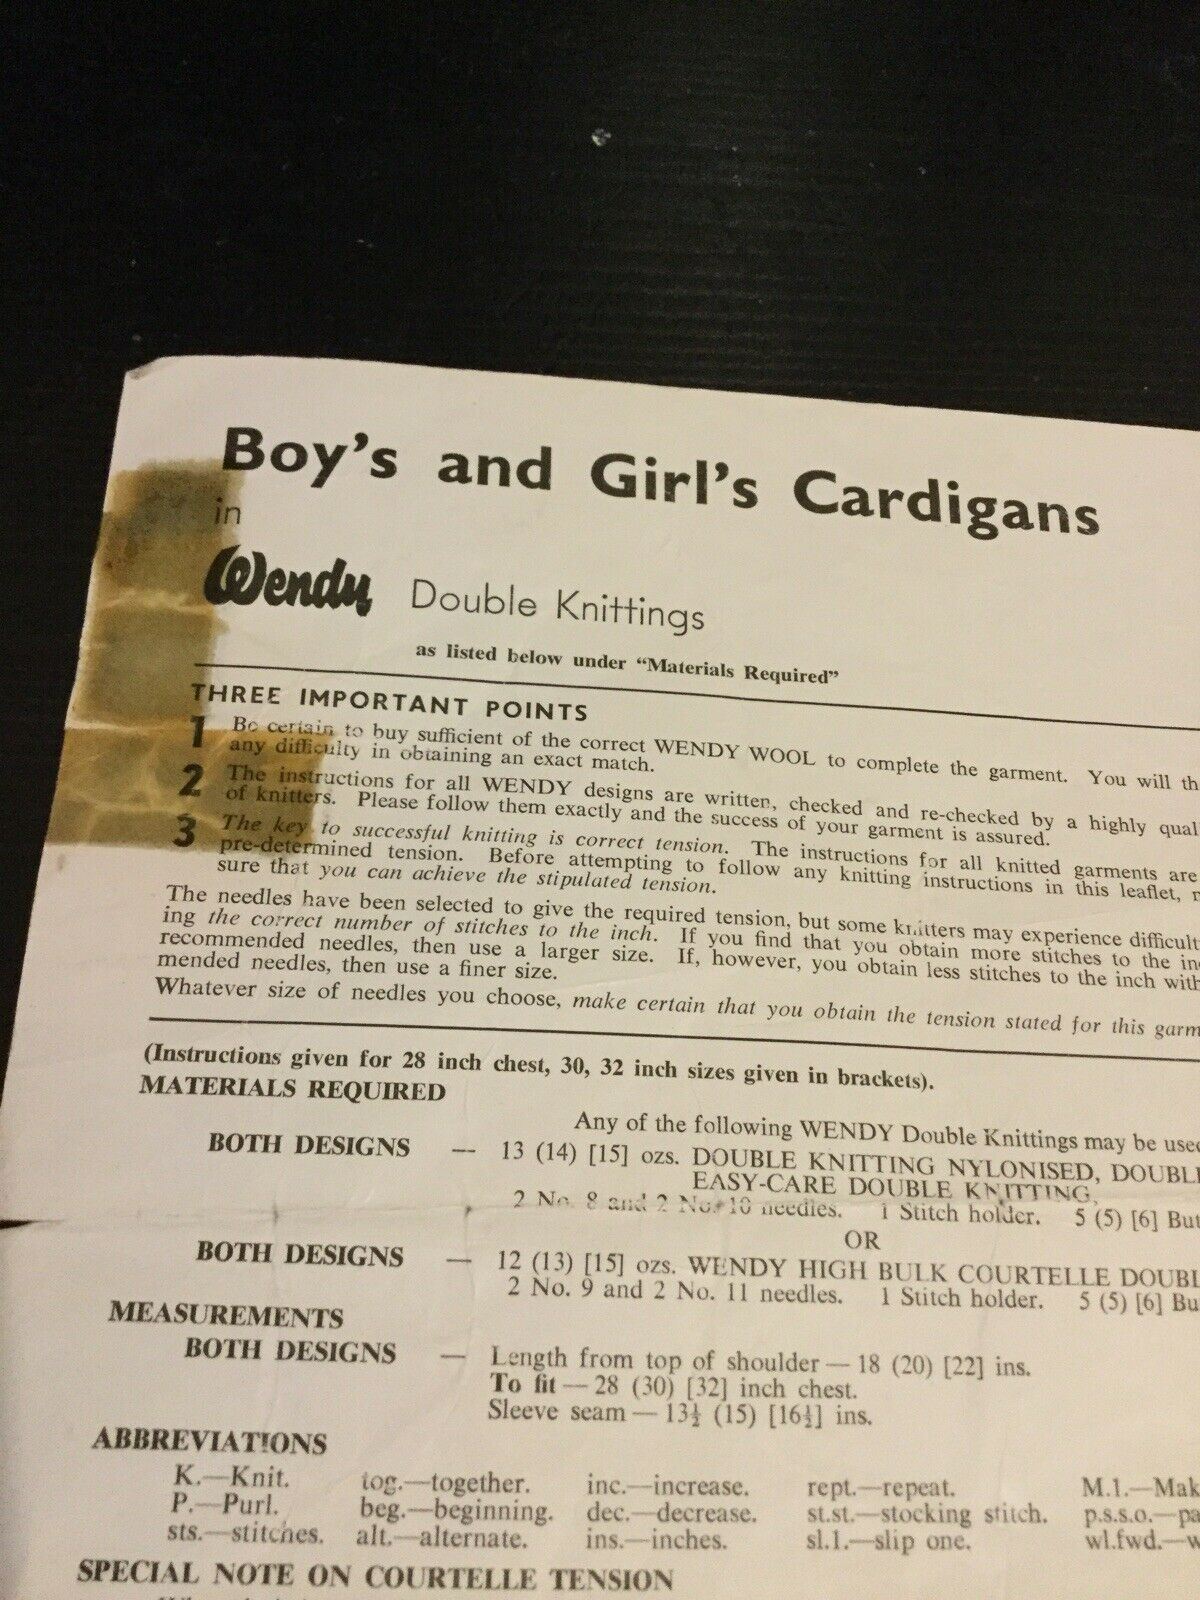 Boy's and Girl's Cardigans
in
Wendy Double Knittings
as listed below under "Materials Required"
THREE IMPORTANT POINTS
1 Be certain to buy sufficient of the correct WENDY WOOL to complete the garment. You will
any difficulty in obtaining an exact match.
2 The instructions for all WENDY designs are written, checked and re-checked by a highly
of knitters. Please follow them exactly and the success of your garment is assured.
3 The key to successful knitting is correct tension. The instructions for all knitted garments are
pre-determined tension. Before attempting to follow any knitting instructions in this leaflet,
sure that you can achieve the stipulated tension.
The needles have been selected to give the required tension, but some knitters may experience
ing the correct number of stitches to the inch. If you find that you obtain more stitches to the
recommended needles, then use a larger size. If, however, you obtain less stitches to the inch with
mended needles, then use a finer size.
Whatever size of needles you choose, make certain that you obtain the tension stated for this
(Instructions given for 28 inch chest, 30, 32 inch sizes given in brackets).
MATERIALS REQUIRED
Any of the following WENDY Double Knittings may be
BOTH DESIGNS — 13 (14) [15] ozs. DOUBLE KNITTING NYLONISED,
EASY-CARE DOUBLE KNITTING.
2 No. 8 and 2 No. 10 needles. 1 Stitch holder. 5 (5) [6]
OR
BOTH DESIGNS — 12 (13) [15] ozs. WENDY HIGH BULK COURTELLE
2 No. 9 and 2 No. 11 needles. 1 Stitch holder. 5 (5) [6]
MEASUREMENTS
BOTH DESIGNS — Length from top of shoulder — 18 (20) [22] ins.
To fit — 28 (30) [32] inch chest.
Sleeve seam — 13½ (15) [16½] ins.
ABBREVIATIONS
K.—Knit. tog.—together. inc.—increase. rept.—repeat. M.1.—
P.—Purl. beg.—beginning. dec.—decrease. st.st.—stocking stitch. p.s.s.o.—
sts.—stitches. alt.—alternate. ins.—inches. sl.1.—slip one. wl.fwd.—
SPECIAL NOTE ON COURTELLE TENSION